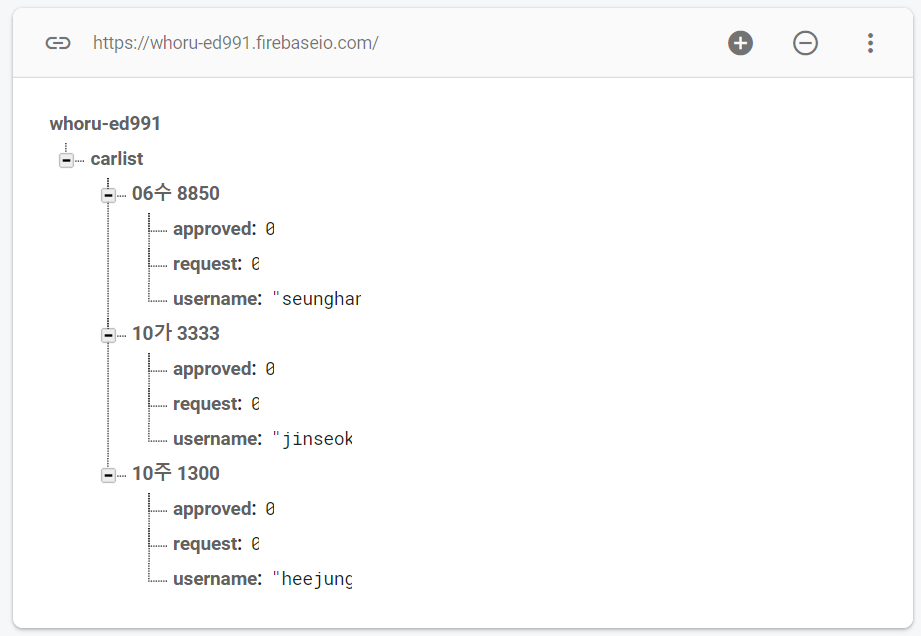 https://whoru-ed991.firebaseio.com/
whoru-ed991
carlist
06수 8850
approved: 0
request: 0
username: "seunghan
10가 3333
approved: 0
request: 0
username: "jinseok
10주 1300
approved: 0
request: 0
username: "heejung